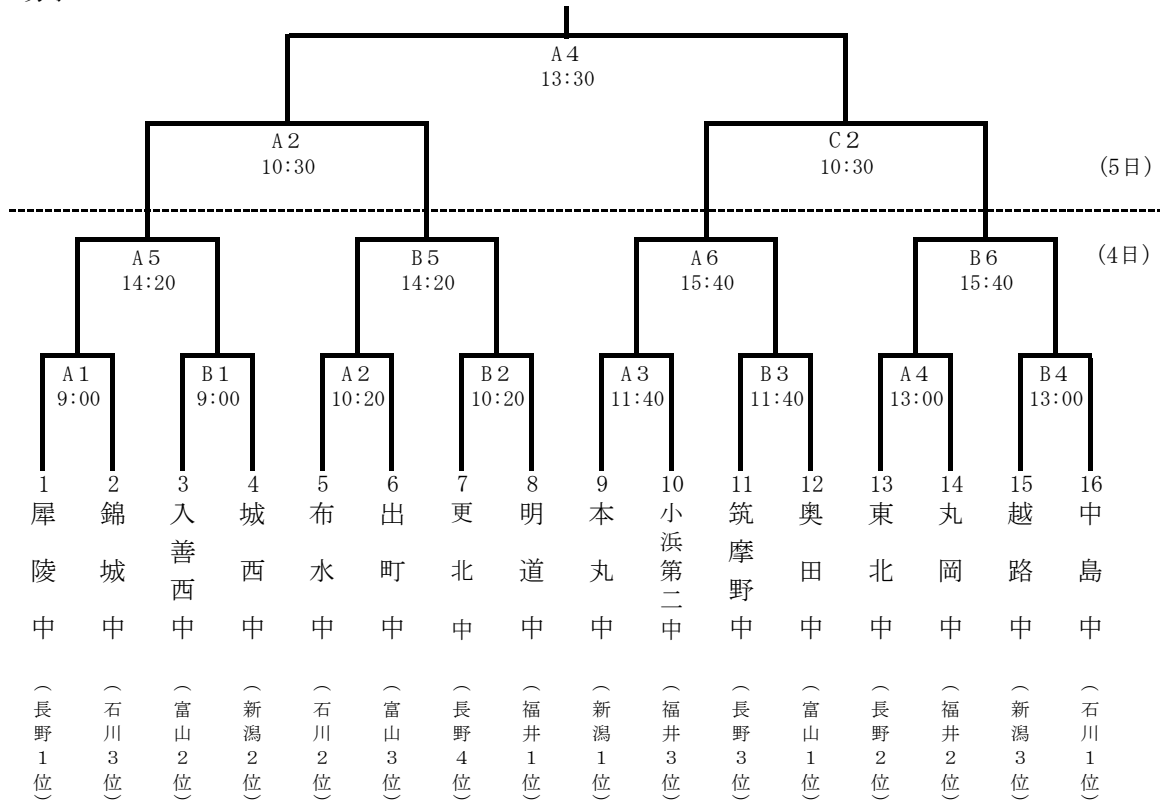 A4
13:30
A2
10:30
C2
10:30
(5日)
A5
14:20
B5
14:20
A6
15:40
B6
15:40
(4日)
A1
9:00
B1
9:00
A2
10:20
B2
10:20
A3
11:40
B3
11:40
A4
13:00
B4
13:00
1
犀陵中
(長野1位)
2
錦城中
(石川3位)
3
入善西中
(富山2位)
4
城西中
(新潟2位)
5
布水中
(石川2位)
6
出町中
(富山3位)
7
更北中
(長野4位)
8
明道中
(福井1位)
9
本丸中
(新潟1位)
10
小浜第二中
(福井3位)
11
筑摩野中
(長野3位)
12
奥田中
(富山1位)
13
東北中
(長野2位)
14
丸岡中
(福井2位)
15
越路中
(新潟3位)
16
中島中
(石川1位)